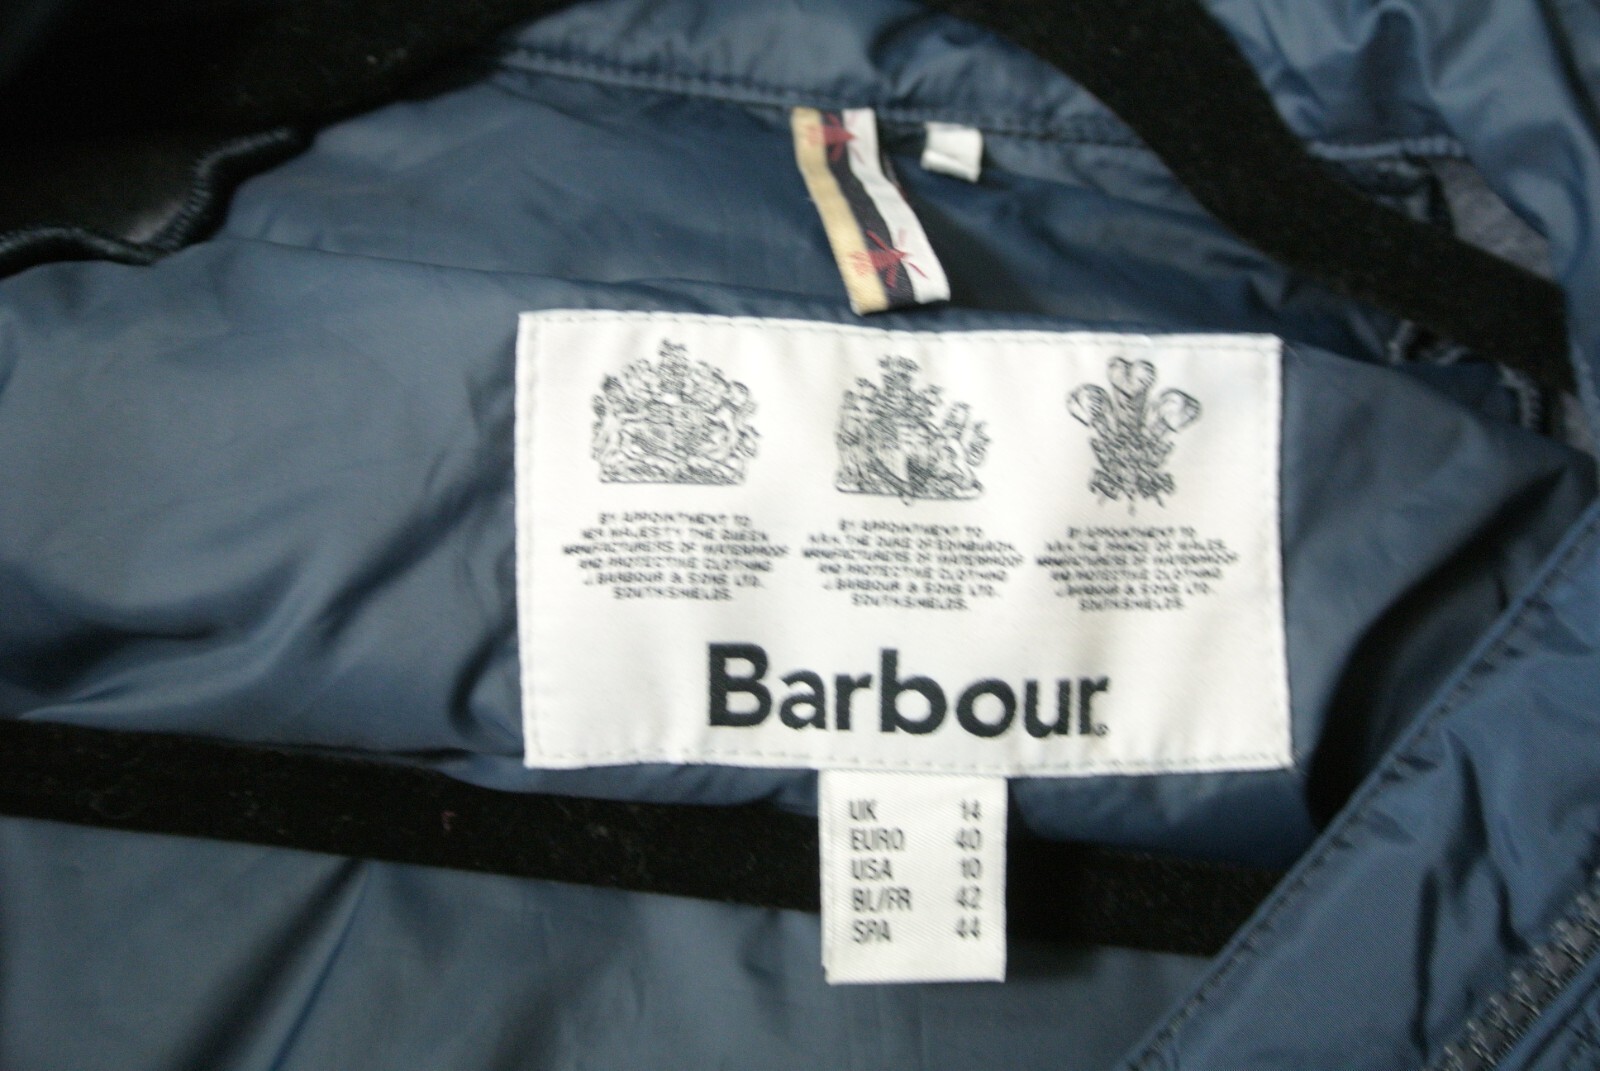 BY APPOINTMENT TO
HER MAJESTY THE QUEEN
MANUFACTURERS OF WATERPROOF
AND PROTECTIVE CLOTHING
J. BARBOUR & SONS LTD.
SOUTH SHIELDS.
BY APPOINTMENT TO
H.R.H. THE DUKE OF EDINBURGH
MANUFACTURERS OF WATERPROOF
AND PROTECTIVE CLOTHING
J. BARBOUR & SONS LTD.
SOUTH SHIELDS.
BY APPOINTMENT TO
H.R.H. THE PRINCE OF WALES
MANUFACTURERS OF WATERPROOF
AND PROTECTIVE CLOTHING
J. BARBOUR & SONS LTD.
SOUTH SHIELDS.
Barbour
UK 14
EURO 40
USA 10
BL/FR 42
SPA 44